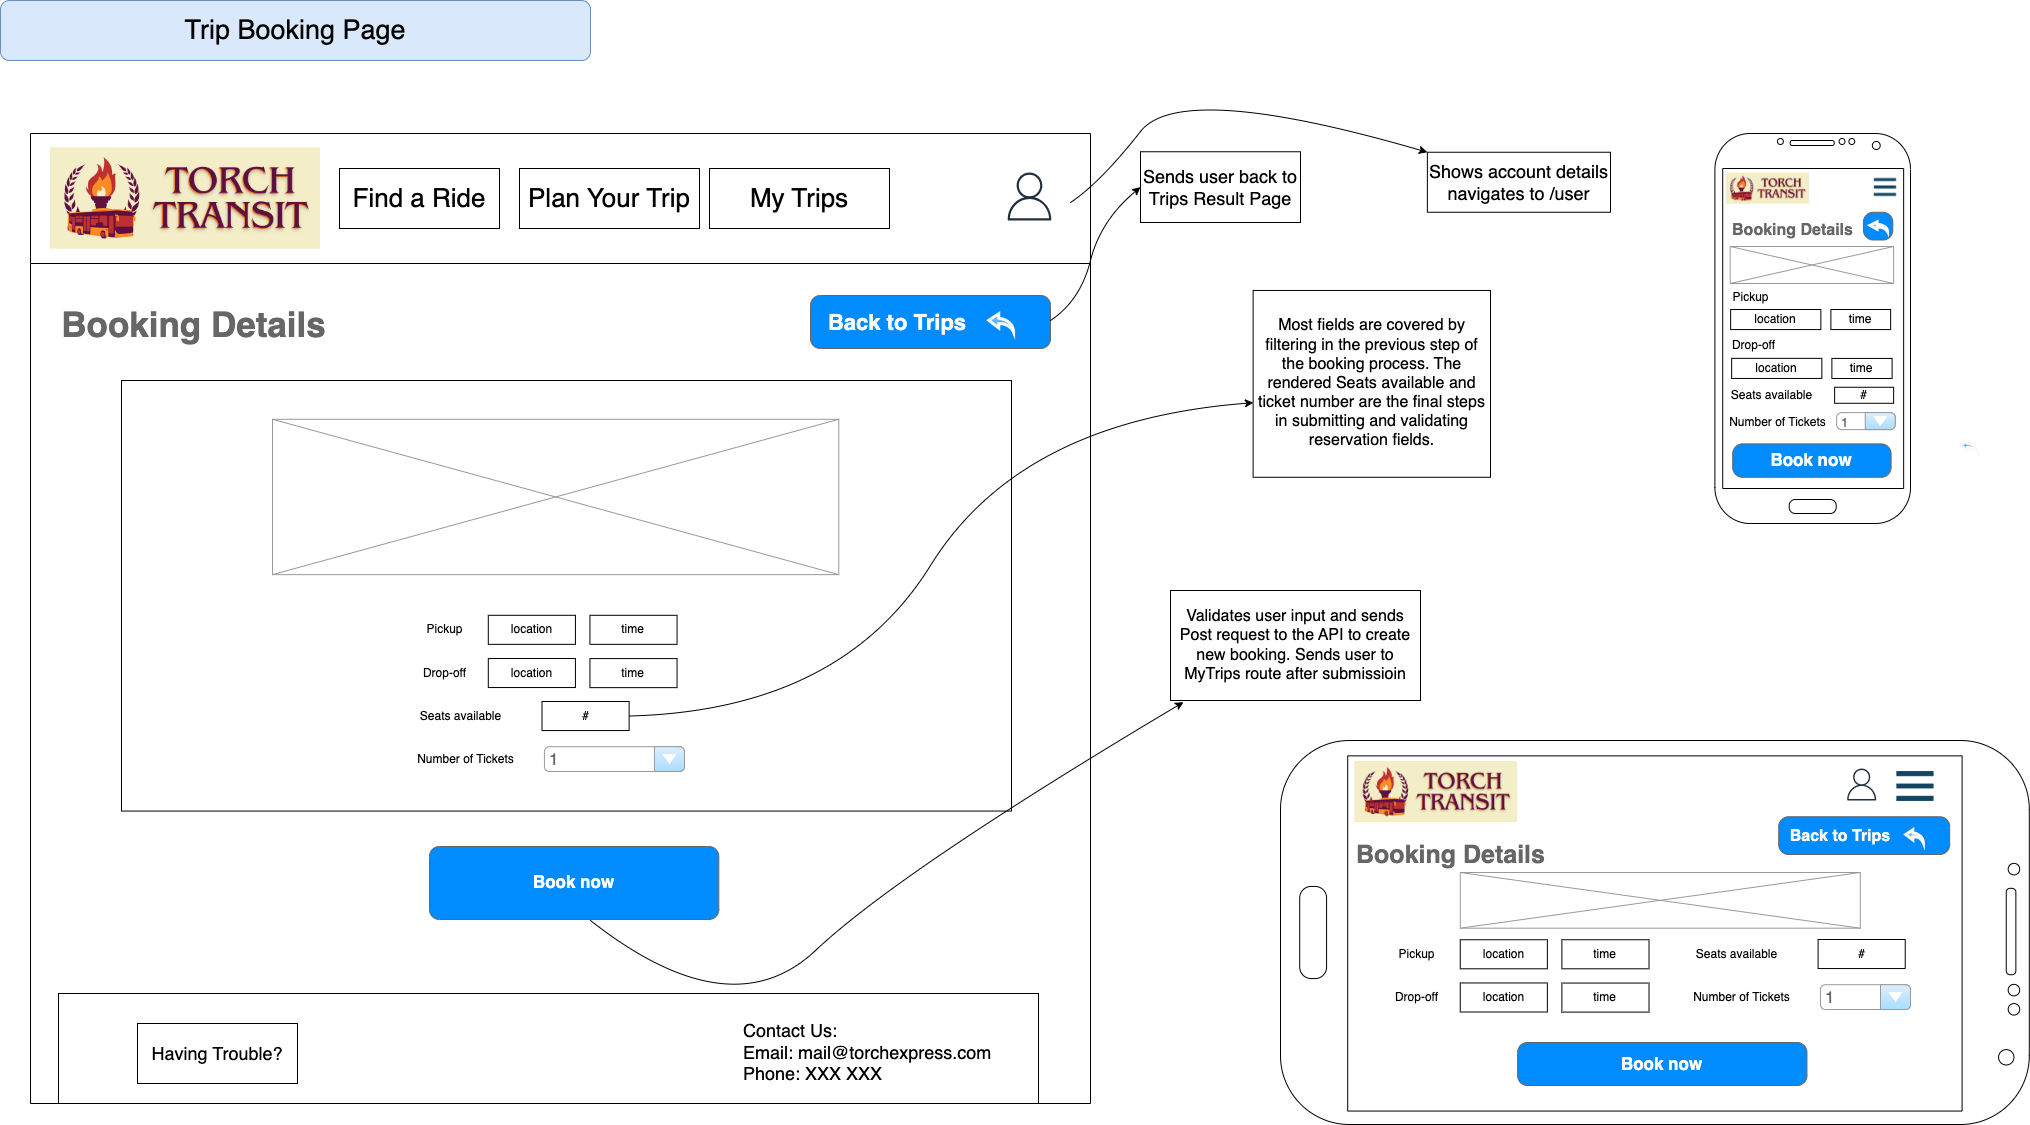 Trip Booking Page
TORCH
TRANSIT
Find a Ride
Plan Your Trip
My Trips
Sends user back to
Trips Result Page
Shows account details
navigates to /user
Booking Details
Back to Trips
Most fields are covered by
filtering in the previous step of
the booking process. The
rendered Seats available and
ticket number are the final steps
in submitting and validating
reservation fields.
Pickup
location
time
Drop-off
location
time
Seats available
#
Number of Tickets
1
Book now
Validates user input and sends
Post request to the API to create
new booking. Sends user to
MyTrips route after submissioin
Having Trouble?
Contact Us:
Email: mail@torchexpress.com
Phone: XXX XXX
TORCH
TRANSIT
Booking Details
Pickup
location
time
Drop-off
location
time
Seats available
#
Number of Tickets
1
Book now
TORCH
TRANSIT
Back to Trips
Booking Details
Pickup
location
time
Seats available
#
Drop-off
location
time
Number of Tickets
1
Book now